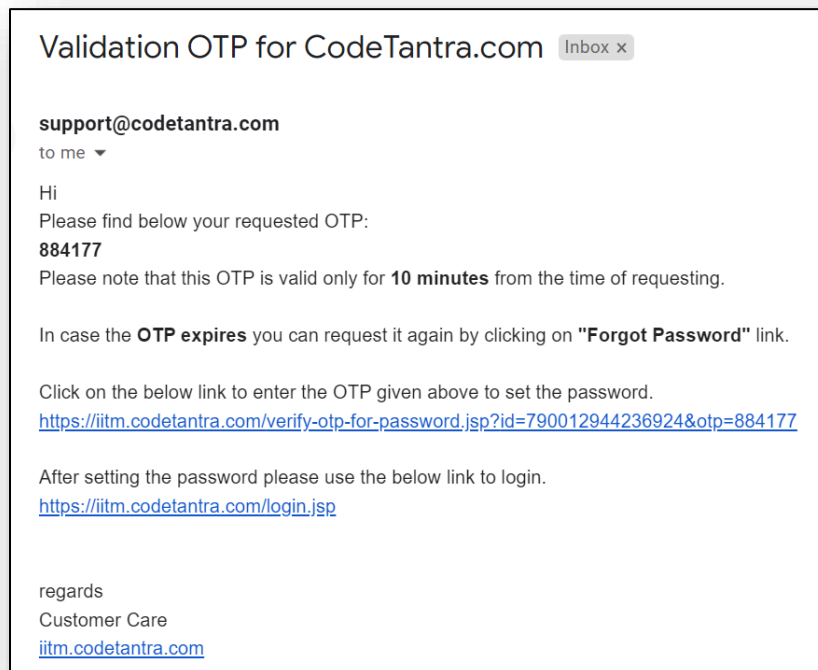 Validation OTP for CodeTantra.com Inbox x
support@codetantra.com
to me
Hi
Please find below your requested OTP:
884177
Please note that this OTP is valid only for 10 minutes from the time of requesting.
In case the OTP expires you can request it again by clicking on "Forgot Password" link.
Click on the below link to enter the OTP given above to set the password.
https://iitm.codetantra.com/verify-otp-for-password.jsp?id=790012944236924&otp=884177
After setting the password please use the below link to login.
https://iitm.codetantra.com/login.jsp
regards
Customer Care
iitm.codetantra.com